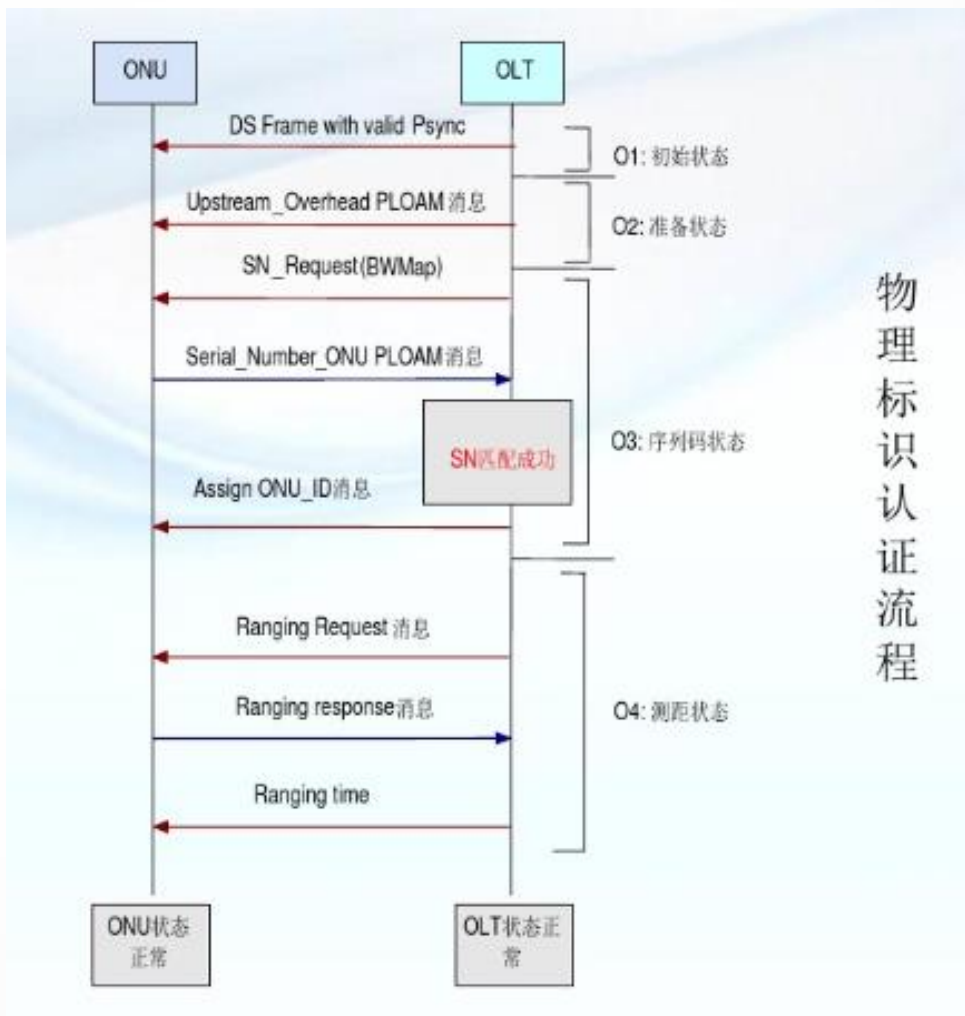 ONU
OLT
DS Frame with valid Psync
O1: 初始状态
Upstream_Overhead PLOAM 消息
O2: 准备状态
SN_Request(BWMap)
Serial_Number_ONU PLOAM消息
SN匹配成功
O3: 序列码状态
Assign ONU_ID消息
Ranging Request 消息
Ranging response消息
O4: 测距状态
Ranging time
ONU状态
正常
OLT状态正
常
物理标识认证流程